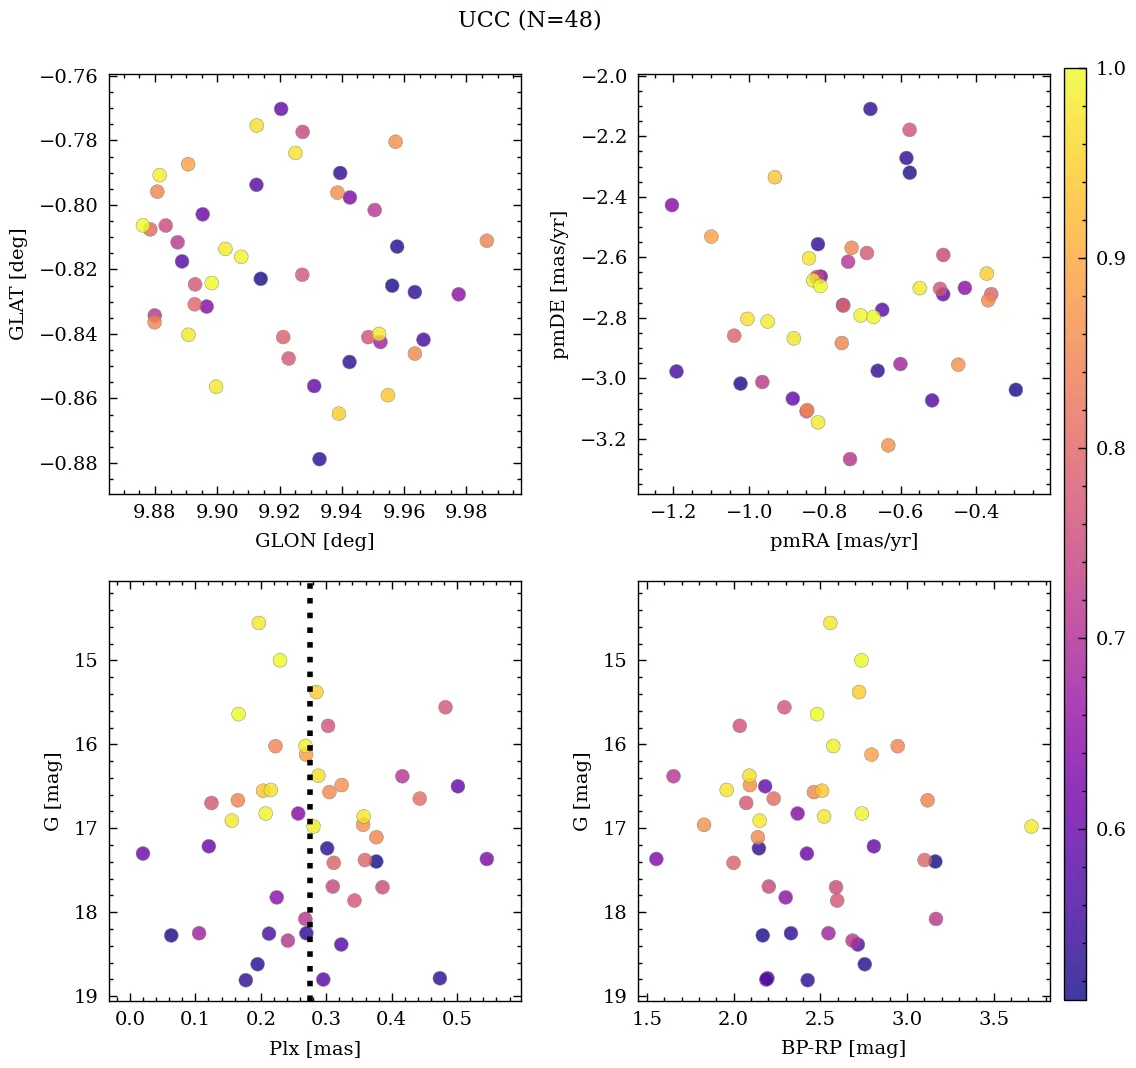 UCC (N=48)
−0.76
−0.78
−0.80
−0.82
−0.84
−0.86
−0.88
GLAT [deg]
9.88 9.90 9.92 9.94 9.96 9.98
GLON [deg]
−2.0
−2.2
−2.4
−2.6
−2.8
−3.0
−3.2
pmDE [mas/yr]
−1.2 −1.0 −0.8 −0.6 −0.4
pmRA [mas/yr]
1.0
0.9
0.8
0.7
0.6
15
16
17
18
19
G [mag]
0.0 0.1 0.2 0.3 0.4 0.5
Plx [mas]
15
16
17
18
19
G [mag]
1.5 2.0 2.5 3.0 3.5
BP-RP [mag]